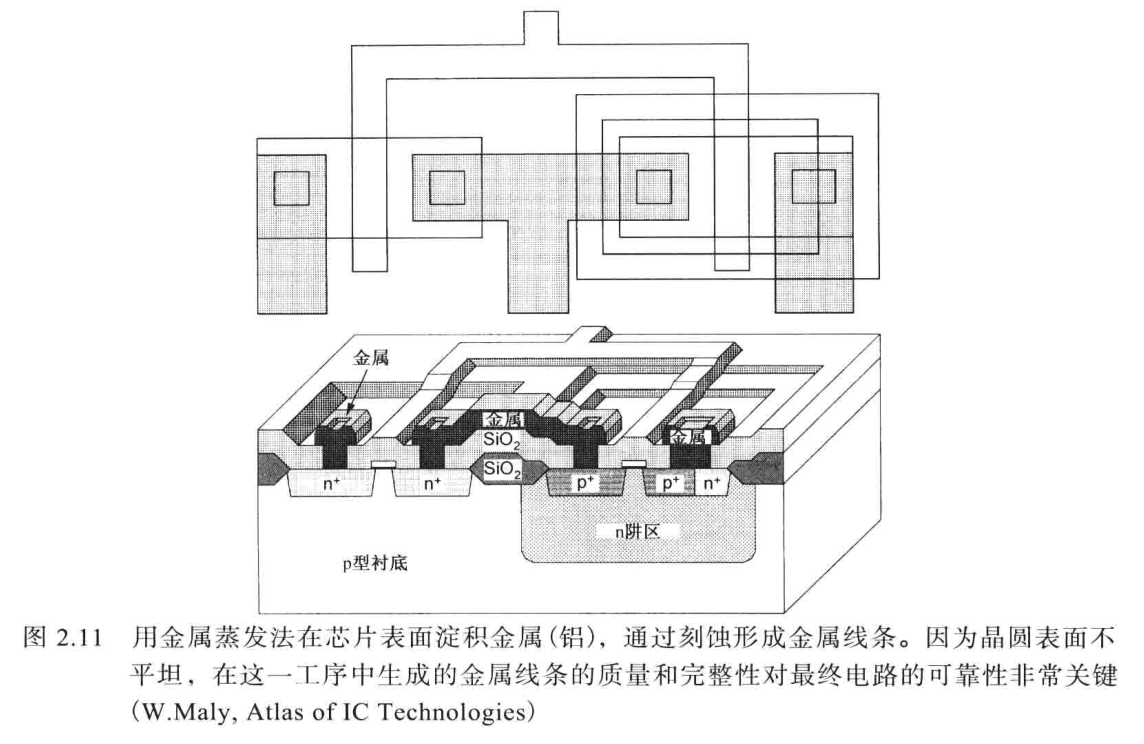 金属
金属
金属
SiO₂
SiO₂
n⁺
n⁺
p⁺
p⁺
n⁺
n阱区
p型衬底
图 2.11 用金属蒸发法在芯片表面淀积金属(铝)，通过刻蚀形成金属线条。因为晶圆表面不
平坦，在这一工序中生成的金属线条的质量和完整性对最终电路的可靠性非常关键
(W.Maly, Atlas of IC Technologies)